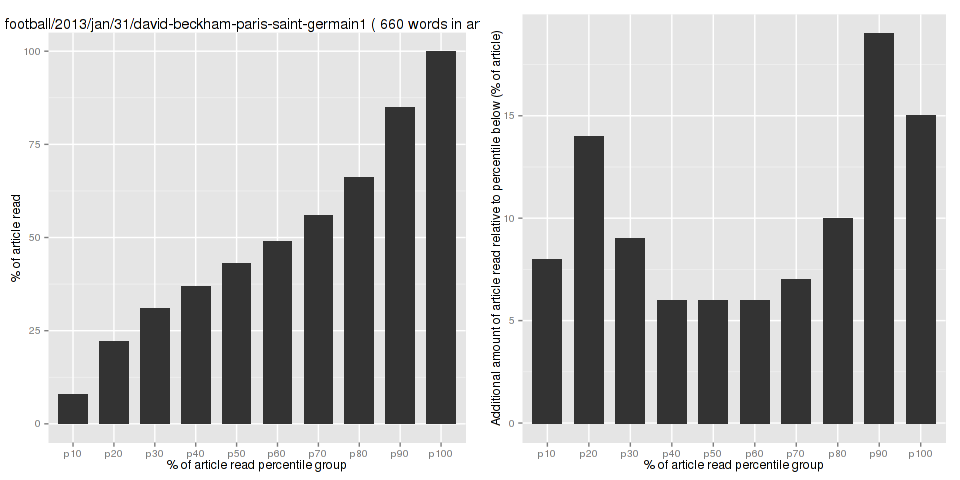 football/2013/jan/31/david-beckham-paris-saint-germain1 ( 660 words in ar
100
75
50
25
0
% of article read
p10 p20 p30 p40 p50 p60 p70 p80 p90 p100
% of article read percentile group
Additional amount of article read relative to percentile below (% of article)
15
10
5
0
p10 p20 p30 p40 p50 p60 p70 p80 p90 p100
% of article read percentile group